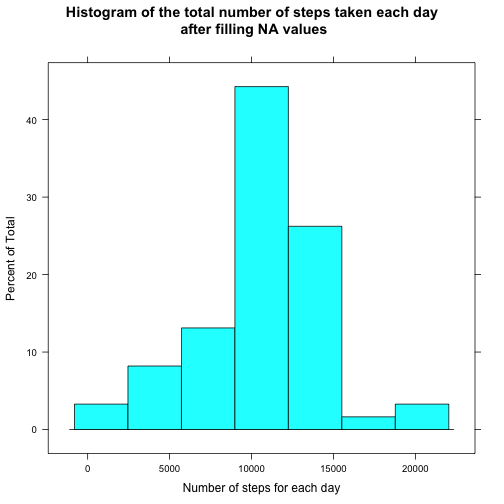 Histogram of the total number of steps taken each day
after filling NA values
Percent of Total
40
30
20
10
0
0 5000 10000 15000 20000
Number of steps for each day